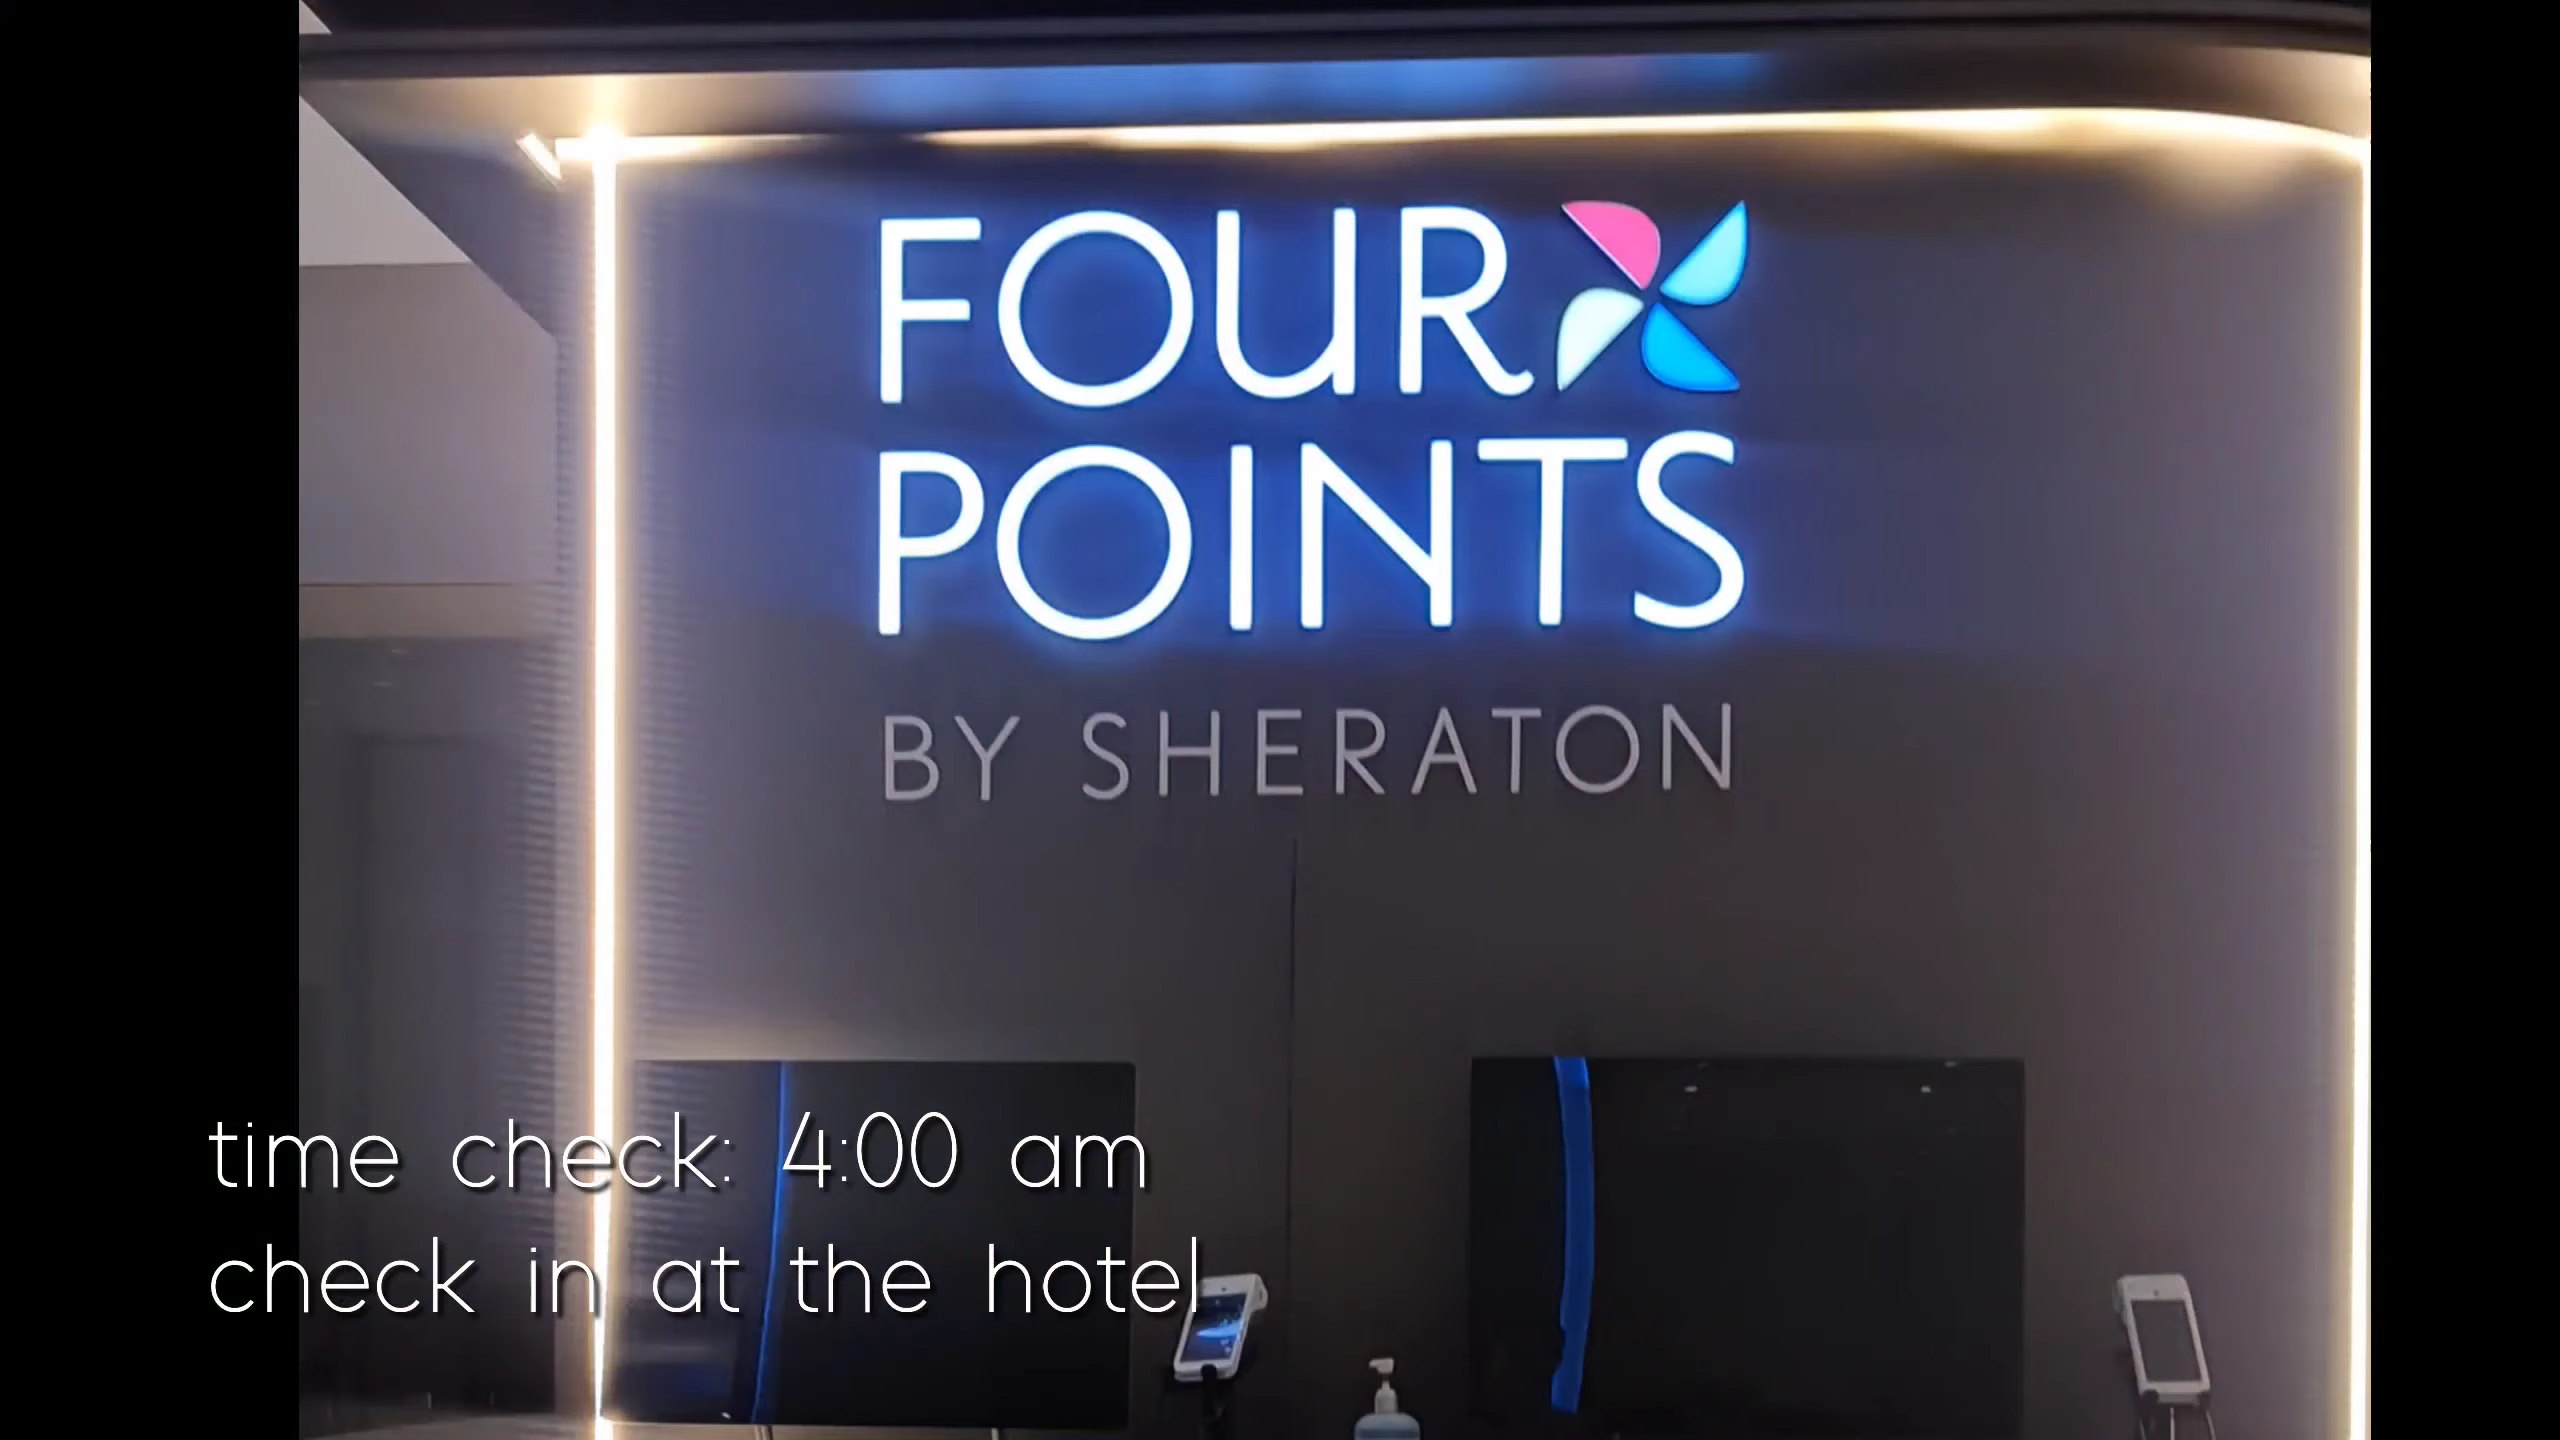 FOUR
POINTS
BY SHERATON
time check: 4:00 am
check in at the hotel